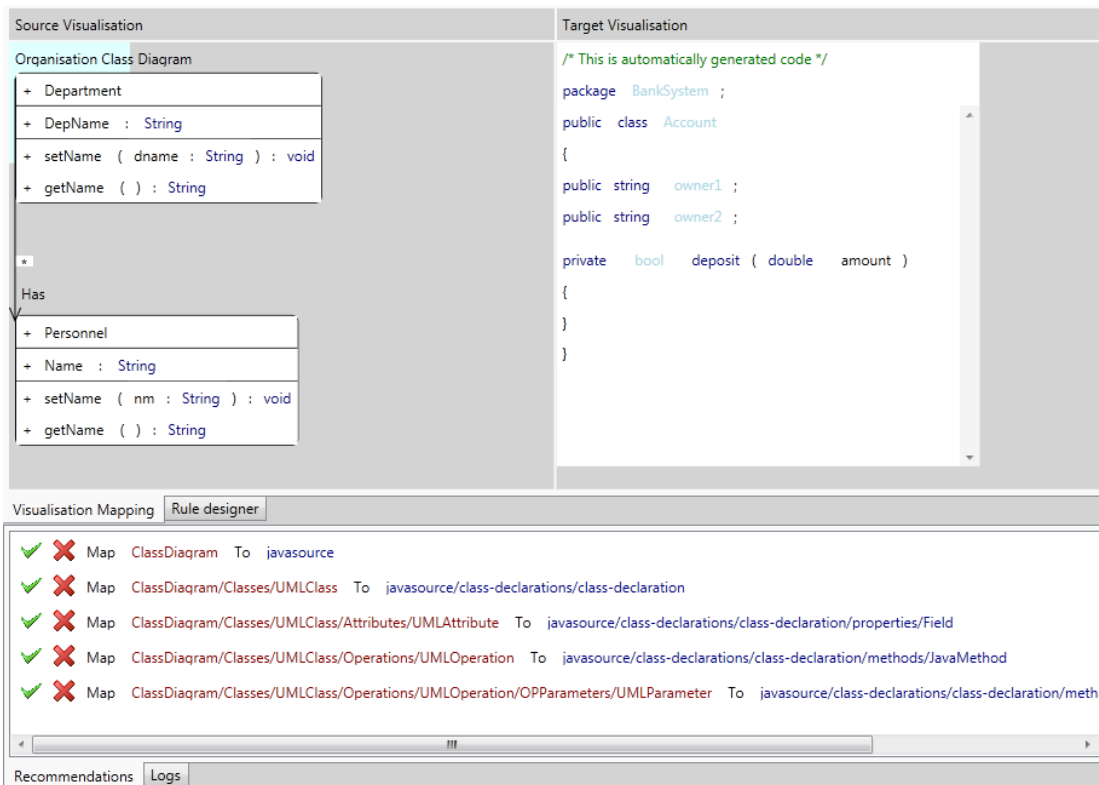 Source Visualisation
Organisation Class Diagram
+ Department
+ DepName : String
+ setName ( dname : String ) : void
+ getName ( ) : String
*
Has
+ Personnel
+ Name : String
+ setName ( nm : String ) : void
+ getName ( ) : String
Target Visualisation
/* This is automatically generated code */
package BankSystem ;
public class Account
{
public string owner1 ;
public string owner2 ;
private bool deposit ( double amount )
{
}
}
Visualisation Mapping Rule designer
Map ClassDiagram To javasource
Map ClassDiagram/Classes/UMLClass To javasource/class-declarations/class-declaration
Map ClassDiagram/Classes/UMLClass/Attributes/UMLAttribute To javasource/class-declarations/class-declaration/properties/Field
Map ClassDiagram/Classes/UMLClass/Operations/UMLOperation To javasource/class-declarations/class-declaration/methods/JavaMethod
Map ClassDiagram/Classes/UMLClass/Operations/UMLOperation/OPParameters/UMLParameter To javasource/class-declarations/class-declaration/meth
Recommendations Logs